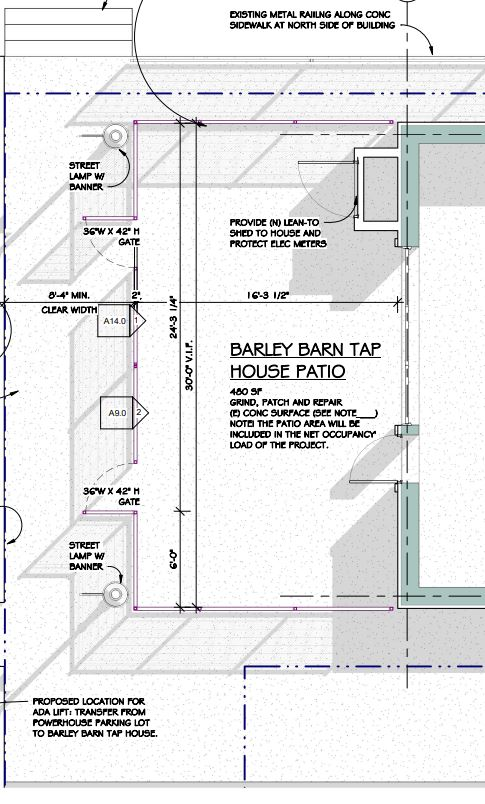 EXISTING METAL RAILING ALONG CONC
SIDEWALK AT NORTH SIDE OF BUILDING
STREET
LAMP W/
BANNER
36"W X 42" H
GATE
PROVIDE (N) LEAN-TO
SHED TO HOUSE AND
PROTECT ELEC METERS
8'-4" MIN.
CLEAR WIDTH
2"
16'-3 1/2"
24'-3 1/4"
30'-0" V.I.F.
A14.0
1
BARLEY BARN TAP
HOUSE PATIO
480 SF
GRIND, PATCH AND REPAIR
(E) CONC SURFACE (SEE NOTE ___)
NOTE: THE PATIO AREA WILL BE
INCLUDED IN THE NET OCCUPANCY
LOAD OF THE PROJECT.
A9.0
2
36"W X 42" H
GATE
STREET
LAMP W/
BANNER
6'-0"
PROPOSED LOCATION FOR
ADA LIFT: TRANSFER FROM
POWERHOUSE PARKING LOT
TO BARLEY BARN TAP HOUSE.